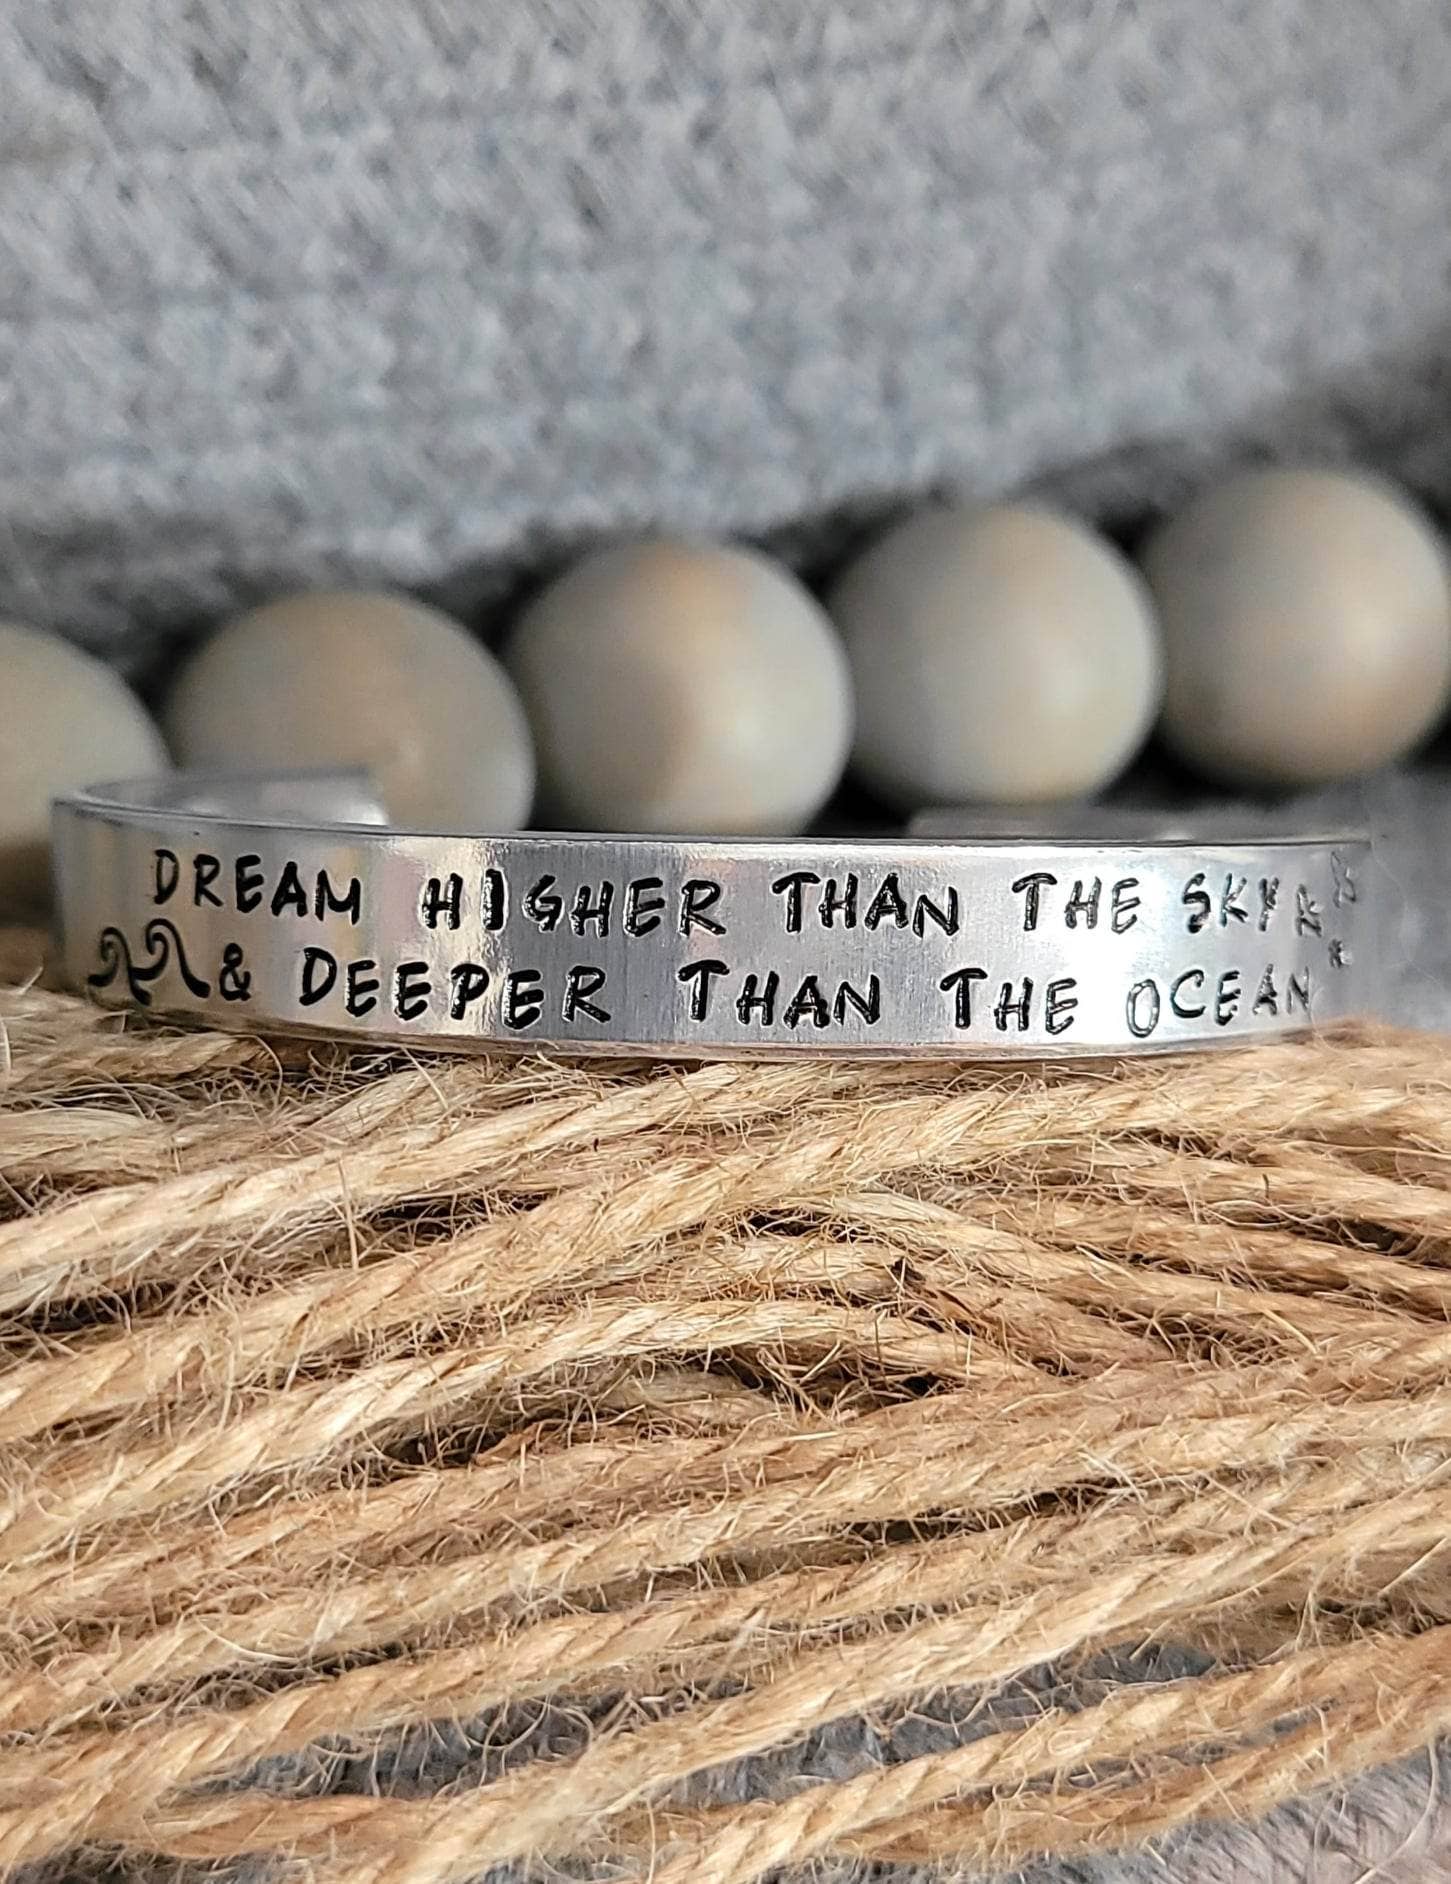 DREAM HIGHER THAN THE SKY
& DEEPER THAN THE OCEAN